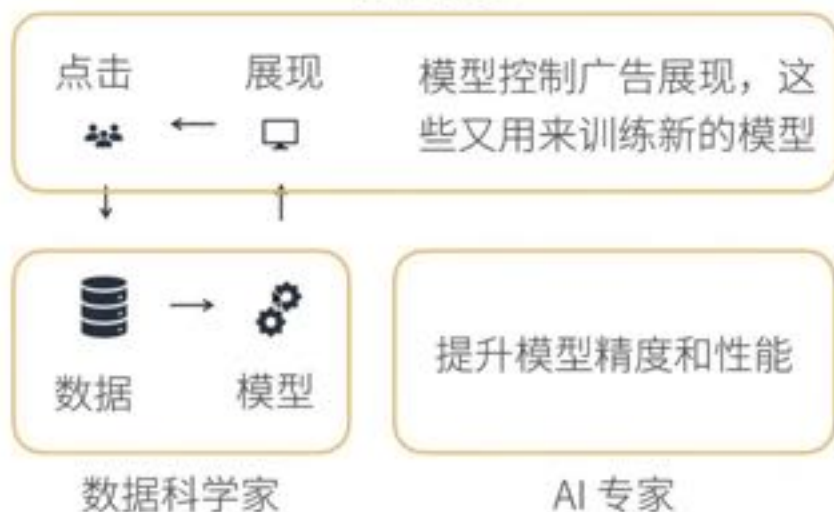 点击 展现
模型控制广告展现，这
些又用来训练新的模型
提升模型精度和性能
数据 模型
数据科学家 AI 专家